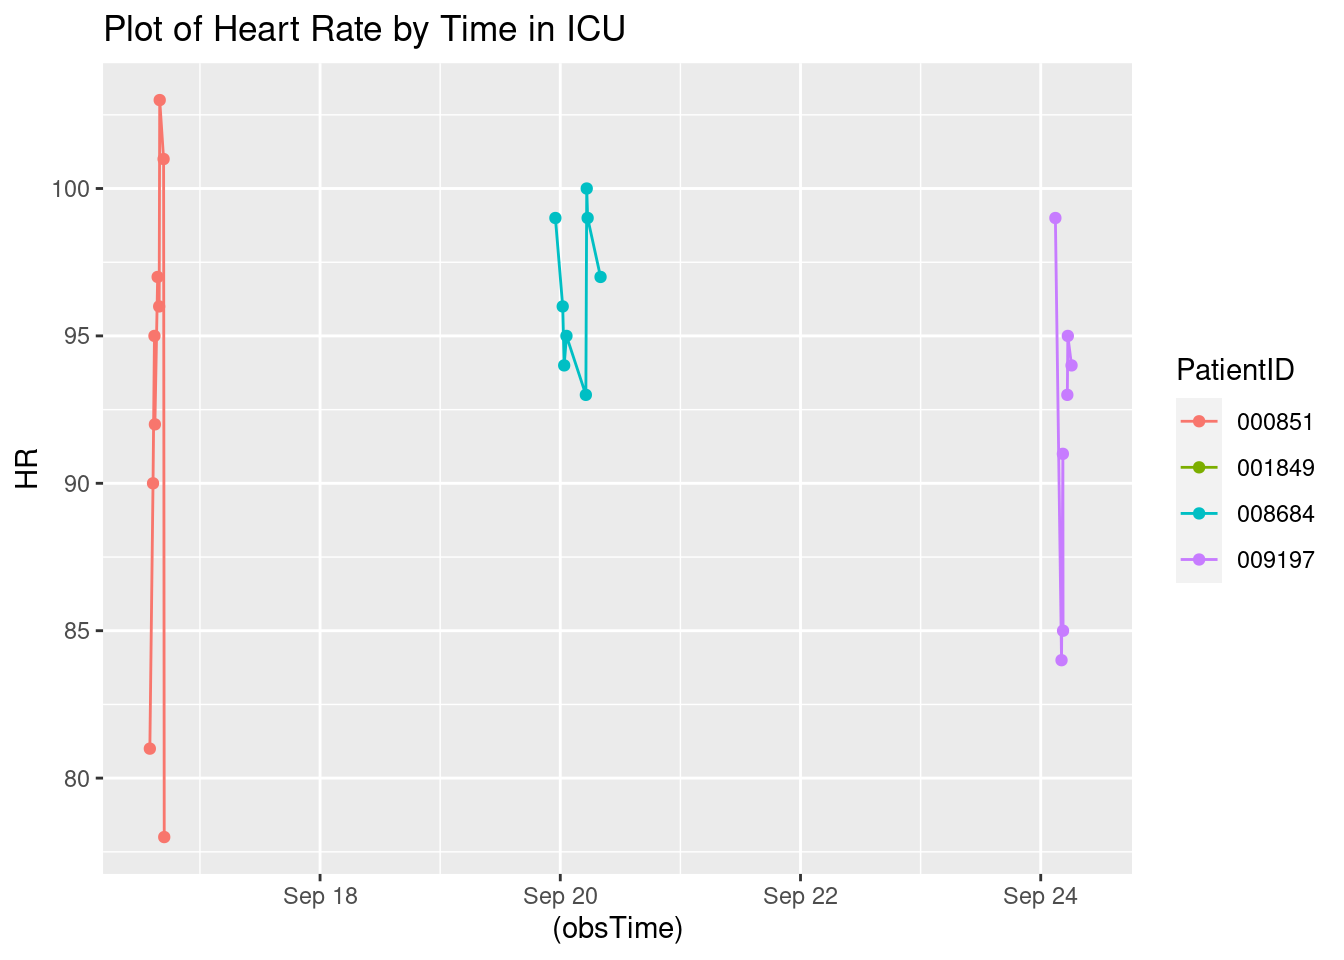 Plot of Heart Rate by Time in ICU
100
95
90
85
80
HR
Sep 18 Sep 20 Sep 22 Sep 24
(obsTime)
PatientID
000851
001849
008684
009197